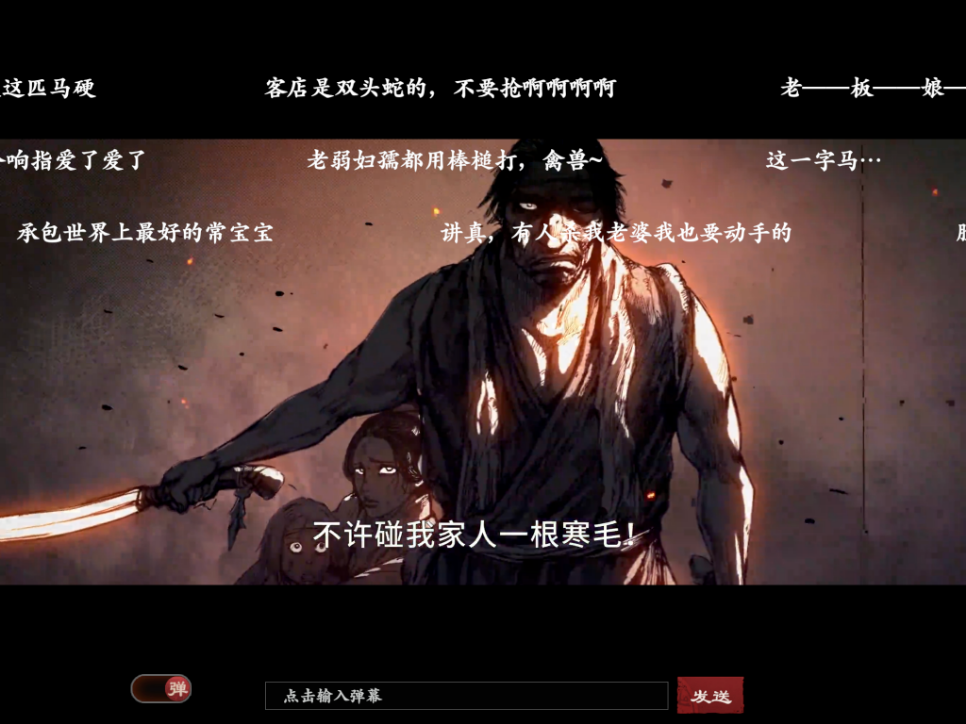 这匹马硬
客店是双头蛇的，不要抢啊啊啊啊
老——板——娘—
响指爱了爱了
老弱妇孺都用棒槌打，禽兽~
这一字马…
承包世界上最好的常宝宝
讲真，有人杀我老婆我也要动手的
不许碰我家人一根寒毛！
弹
点击输入弹幕
发送